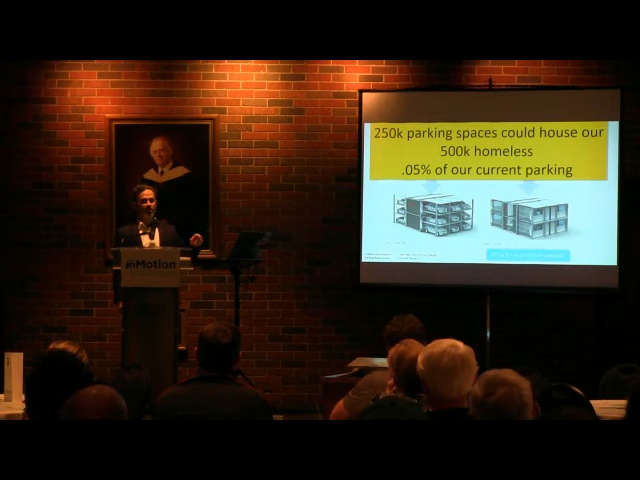 250k parking spaces could house our
500k homeless
.05% of our current parking
inMotion